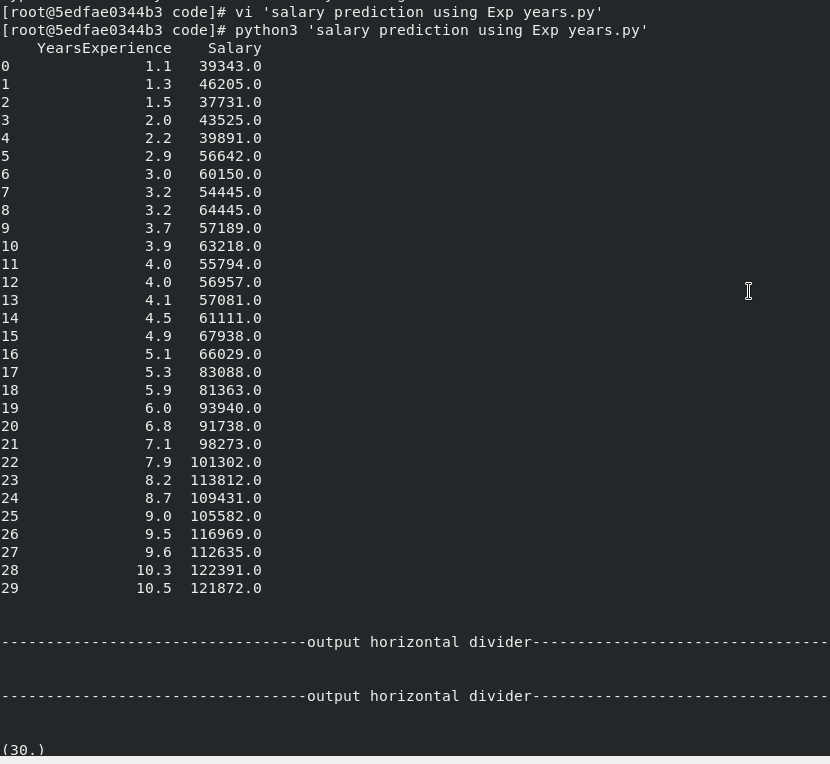 [root@5edfae0344b3 code]# vi 'salary prediction using Exp years.py'
[root@5edfae0344b3 code]# python3 'salary prediction using Exp years.py'
    YearsExperience    Salary
0               1.1   39343.0
1               1.3   46205.0
2               1.5   37731.0
3               2.0   43525.0
4               2.2   39891.0
5               2.9   56642.0
6               3.0   60150.0
7               3.2   54445.0
8               3.2   64445.0
9               3.7   57189.0
10              3.9   63218.0
11              4.0   55794.0
12              4.0   56957.0
13              4.1   57081.0
14              4.5   61111.0
15              4.9   67938.0
16              5.1   66029.0
17              5.3   83088.0
18              5.9   81363.0
19              6.0   93940.0
20              6.8   91738.0
21              7.1   98273.0
22              7.9  101302.0
23              8.2  113812.0
24              8.7  109431.0
25              9.0  105582.0
26              9.5  116969.0
27              9.6  112635.0
28             10.3  122391.0
29             10.5  121872.0
----------------------------------output horizontal divider---------------------------------
----------------------------------output horizontal divider---------------------------------
(30,)